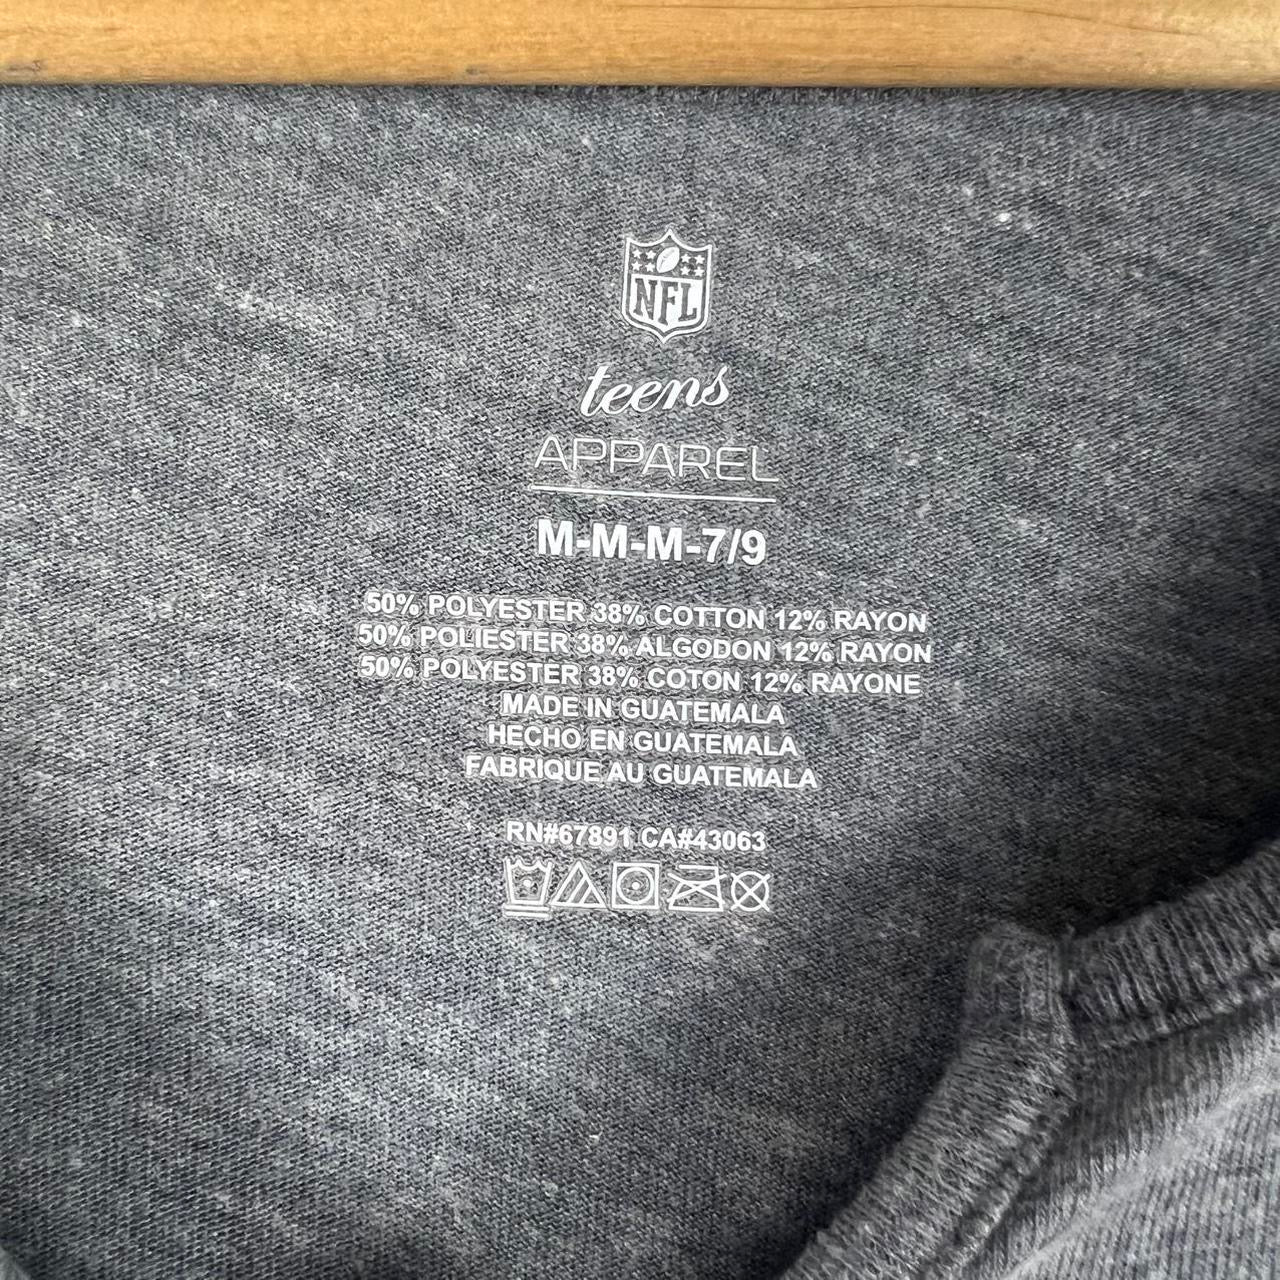 NFL
teens
APPAREL
M-M-M-7/9
50% POLYESTER 38% COTTON 12% RAYON
50% POLIESTER 38% ALGODON 12% RAYON
50% POLYESTER 38% COTON 12% RAYONE
MADE IN GUATEMALA
HECHO EN GUATEMALA
FABRIQUE AU GUATEMALA
RN#67891 CA#43063